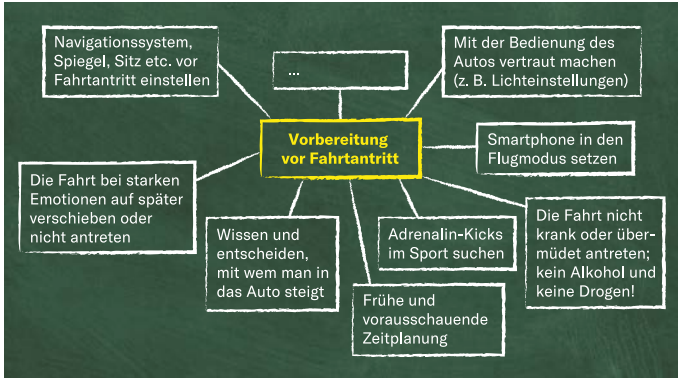 Navigationssystem,
Spiegel, Sitz etc. vor
Fahrtantritt einstellen
...
Mit der Bedienung des
Autos vertraut machen
(z. B. Lichteinstellungen)
Vorbereitung
vor Fahrtantritt
Smartphone in den
Flugmodus setzen
Die Fahrt bei starken
Emotionen auf später
verschieben oder
nicht antreten
Wissen und
entscheiden,
mit wem man in
das Auto steigt
Adrenalin-Kicks
im Sport suchen
Die Fahrt nicht
krank oder über-
müdet antreten;
kein Alkohol und
keine Drogen!
Frühe und
vorausschauende
Zeitplanung